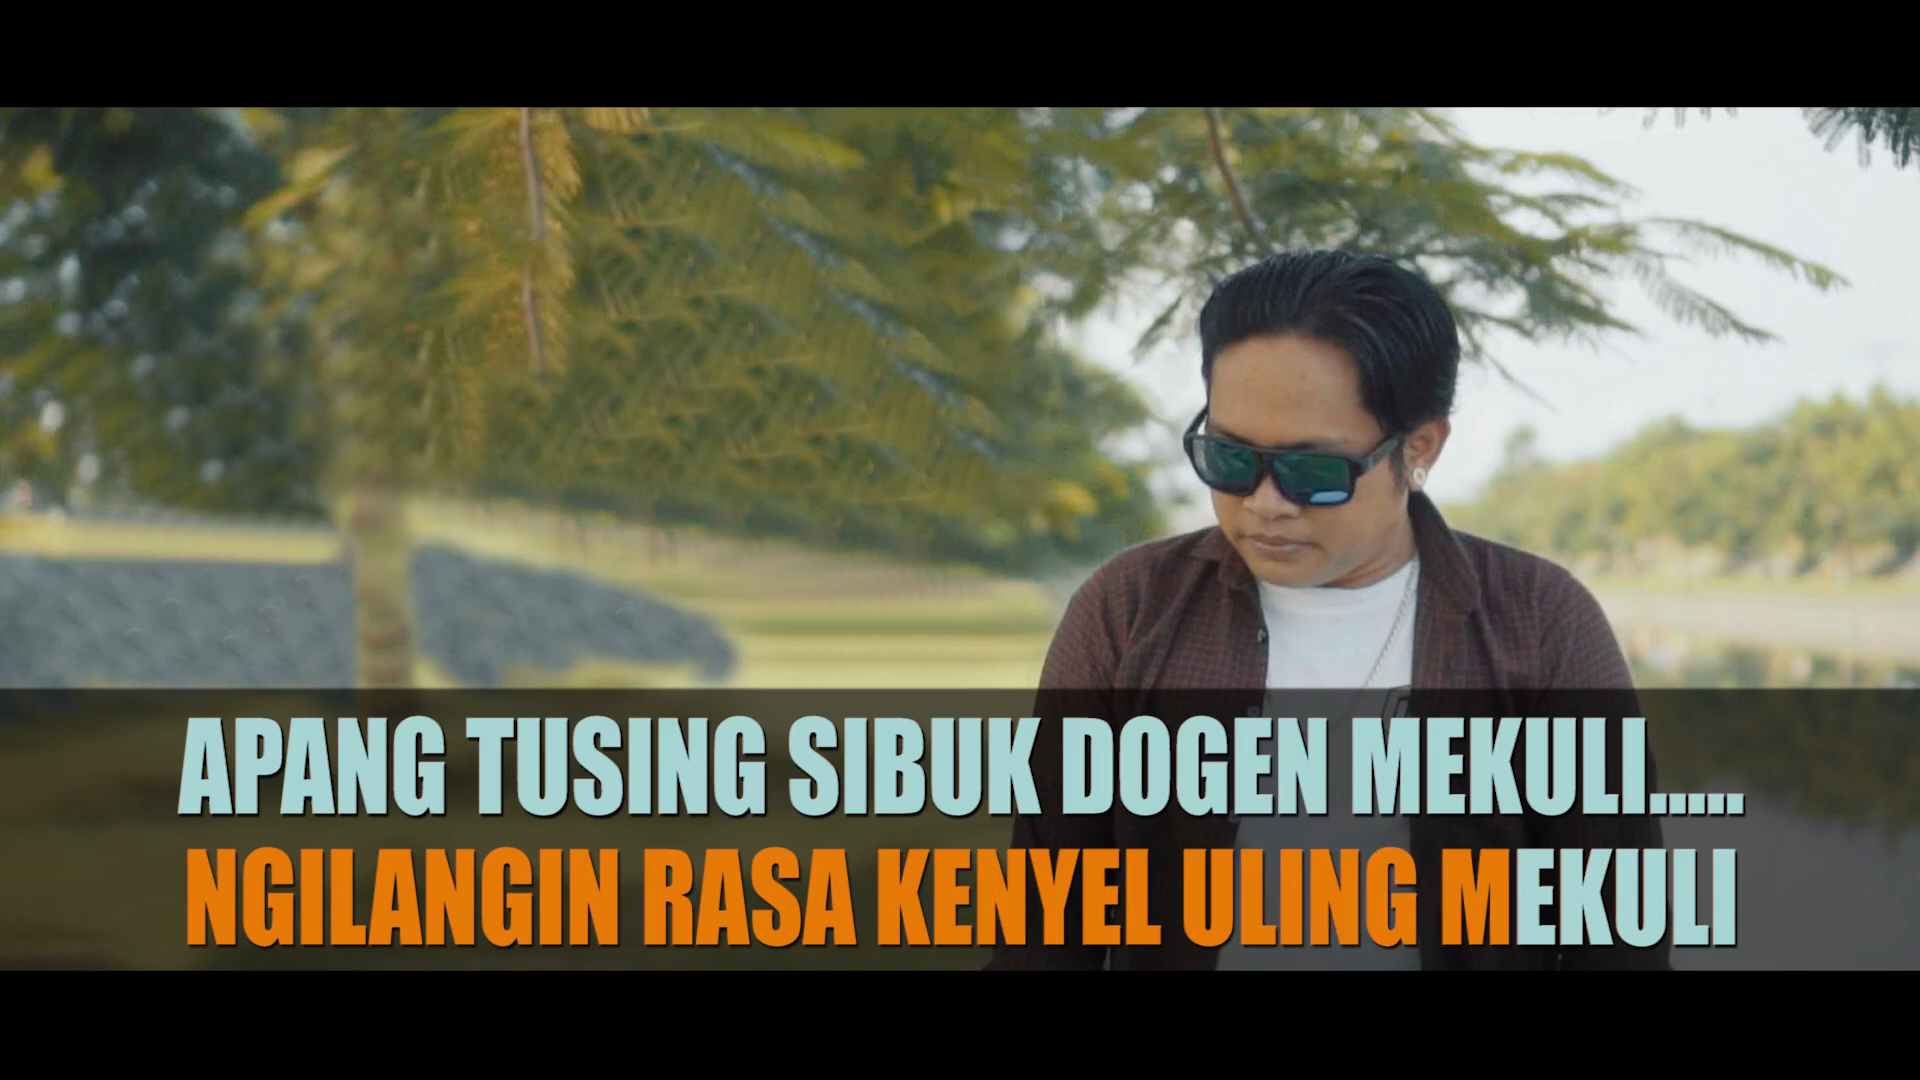 APANG TUSING SIBUK DOGEN MEKULI.....
NGILANGIN RASA KENYEL ULING MEKULI